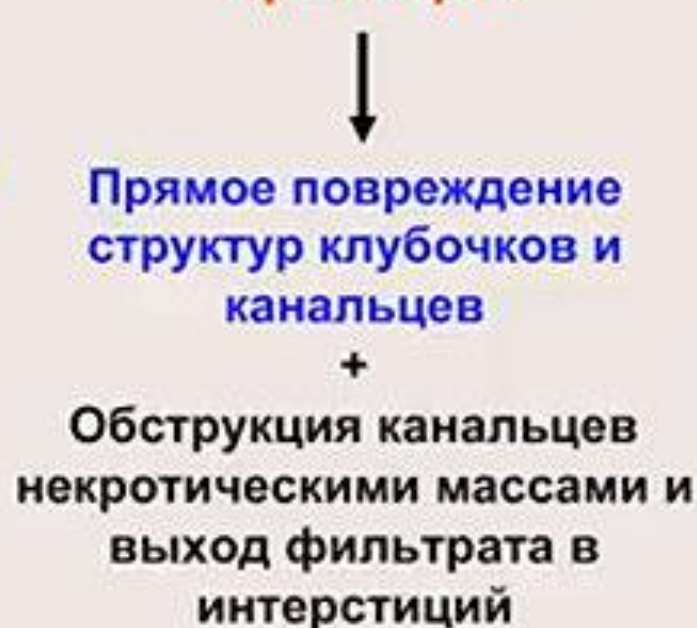 Прямое повреждение
структур клубочков и
канальцев
+
Обструкция канальцев
некротическими массами и
выход фильтрата в
интерстиций